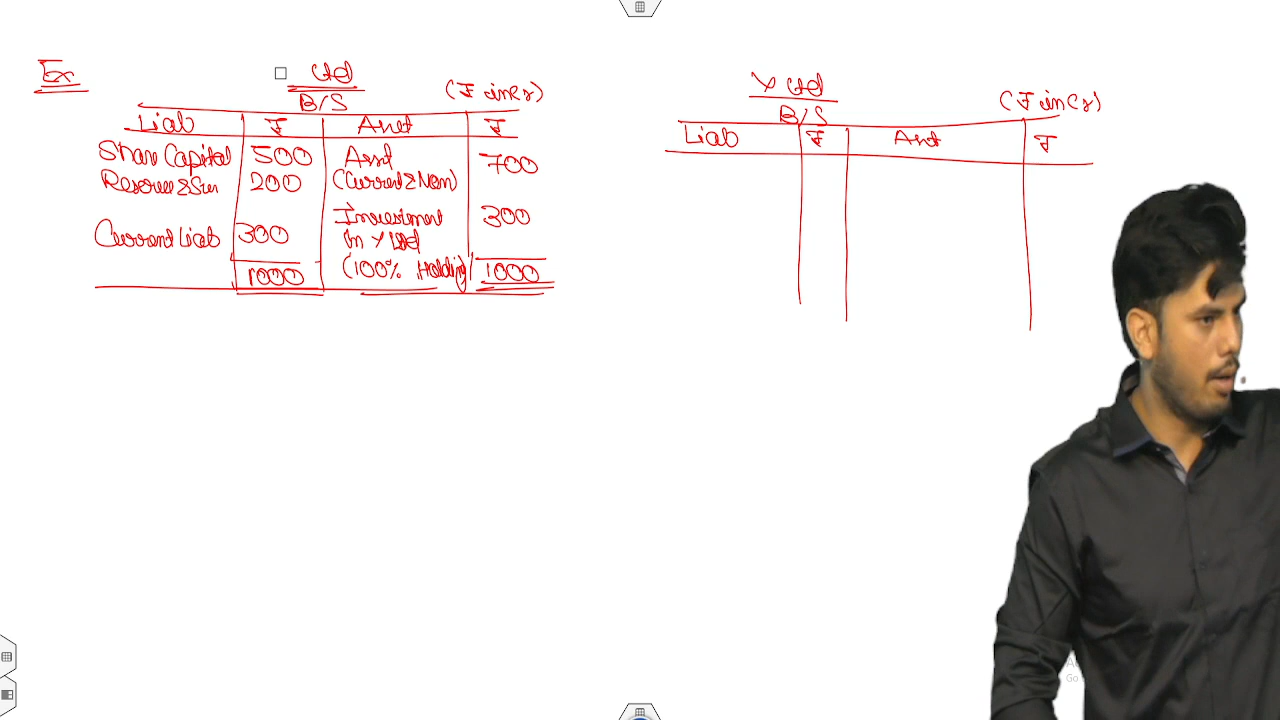 Ex
Ltd
B/S
(₹ in Cr)
Liab ₹ Asset ₹
Share Capital 500 Asset 700
Reserve & Sur 200 (Current & Non)
Investment 300
Current Liab 300 In Y Ltd
1000 (100% Holding) 1000
Y Ltd
B/S
(₹ in Cr)
Liab ₹ Asset ₹
Go